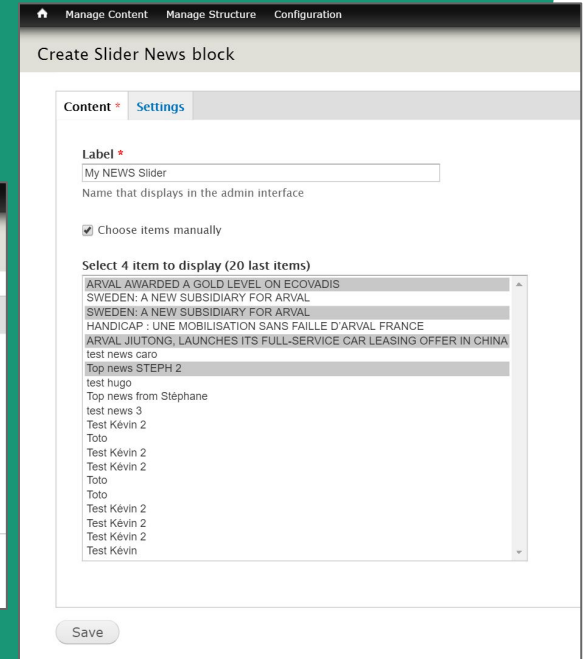 Manage Content Manage Structure Configuration
Create Slider News block
Content * Settings
Label *
My NEWS Slider
Name that displays in the admin interface
Choose items manually
Select 4 item to display (20 last items)
ARVAL AWARDED A GOLD LEVEL ON ECOVADIS
SWEDEN: A NEW SUBSIDIARY FOR ARVAL
SWEDEN: A NEW SUBSIDIARY FOR ARVAL
HANDICAP : UNE MOBILISATION SANS FAILLE D'ARVAL FRANCE
ARVAL JIUTONG, LAUNCHES ITS FULL-SERVICE CAR LEASING OFFER IN CHINA
test news caro
Top news STEPH 2
test hugo
Top news from Stéphane
test news 3
Test Kévin 2
Toto
Test Kévin 2
Test Kévin 2
Toto
Toto
Test Kévin 2
Test Kévin 2
Test Kévin 2
Test Kévin
Save